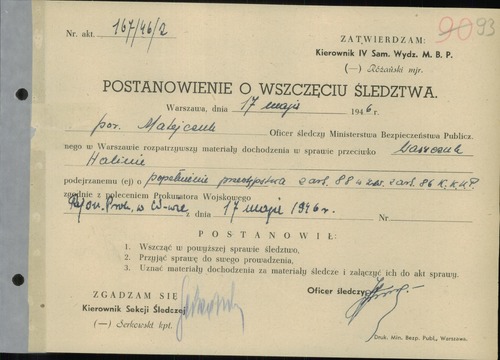 Nr. akt. 167/46/2
90 93
ZATWIERDZAM:
Kierownik IV Sam. Wydz. M. B. P.
(—) Różański mjr.
POSTANOWIENIE O WSZCZĘCIU ŚLEDZTWA.
Warszawa, dnia 17 maja 1946 r.
por. Matejczuk Oficer śledczy Ministerstwa Bezpieczeństwa Publicz.
nego w Warszawie rozpatrzywszy materiały dochodzenia w sprawie przeciwko
Halinie
podejrzanemu (ej) o popełnienie przestępstwa z art. 88 w zw. z art. 86 K.K.W.P.
zgodnie z poleceniem Prokuratora Wojskowego
Rejon. Prok. w W-wie z dnia 17 maja 1946 r. Nr
POSTANOWIŁ:
1. Wszcząć w powyższej sprawie śledztwo,
2. Przyjąć sprawę do swego prowadzenia,
3. Uznać materiały dochodzenia za materiały śledcze i załączyć ich do akt sprawy.
ZGADZAM SIĘ
Kierownik Sekcji Śledczej
(—) Serkowski kpt.
Oficer śledczy
Druk. Min. Bezp. Publ., Warszawa.